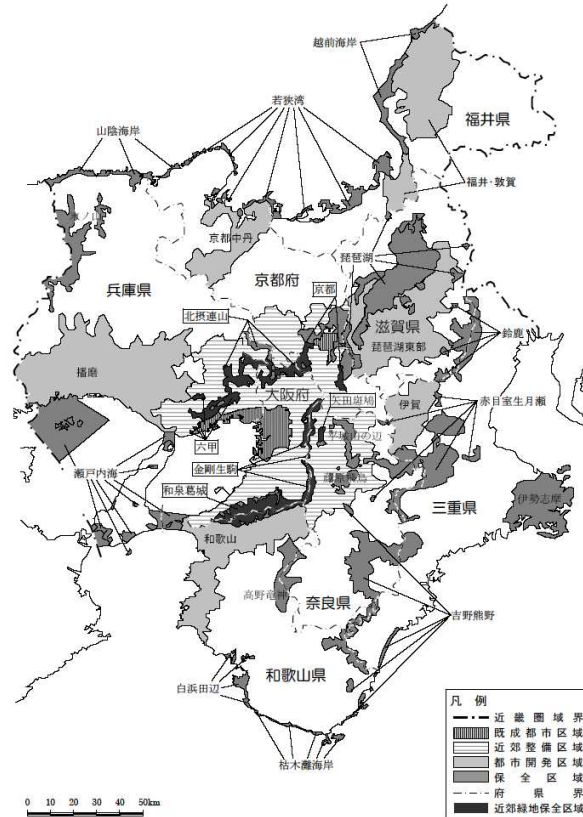 越前海岸
福井県
若狭湾
山陰海岸
福井・敦賀
京都中丹
琵琶湖
京都府
兵庫県
京都
北摂連山
滋賀県
琵琶湖東部
鈴鹿
播磨
大阪府
矢田斑鳩
伊賀
赤目室生月瀬
六甲
金剛生駒
瀬戸内海
和泉葛城
三重県
伊勢志摩
和歌山
高野竜神
奈良県
吉野熊野
和歌山県
白浜田辺
枯木灘海岸
凡例
近畿圏域界
既成都市区域
近郊整備区域
都市開発区域
保全区域
府県界
近郊緑地保全区域
0 10 20 30 40 50km